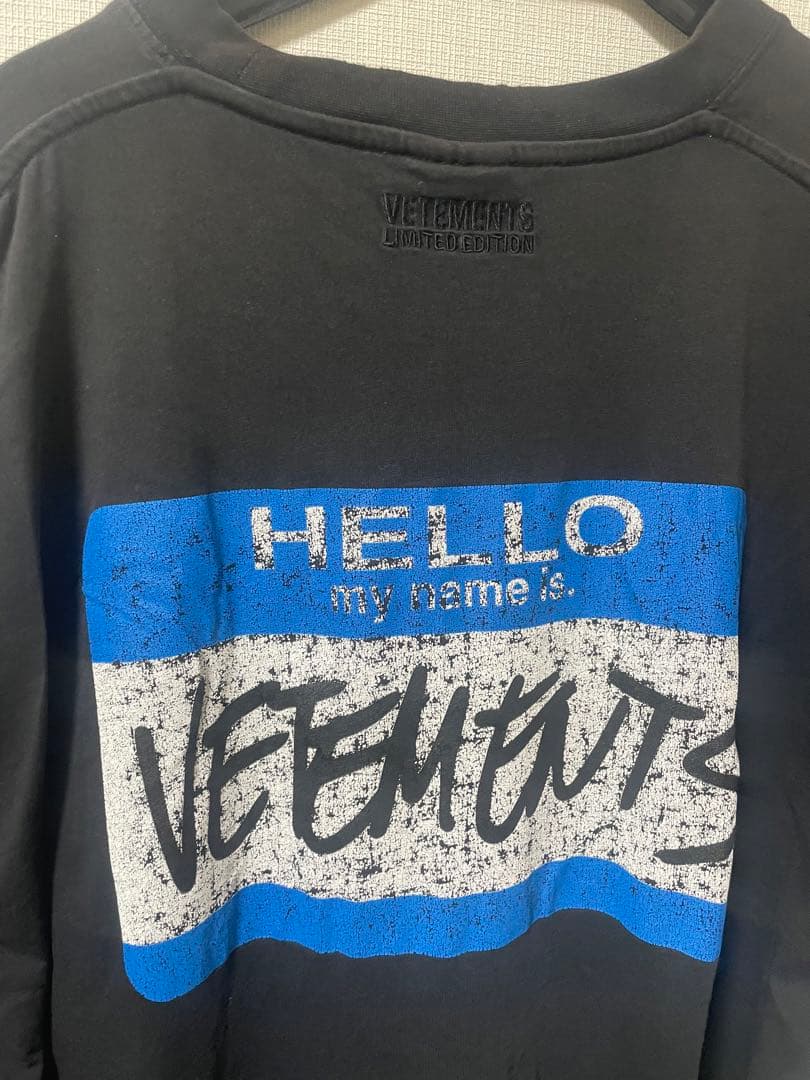 VETEMENTS
LIMITED EDITION
HELLO
my name is.
VETEMENTS